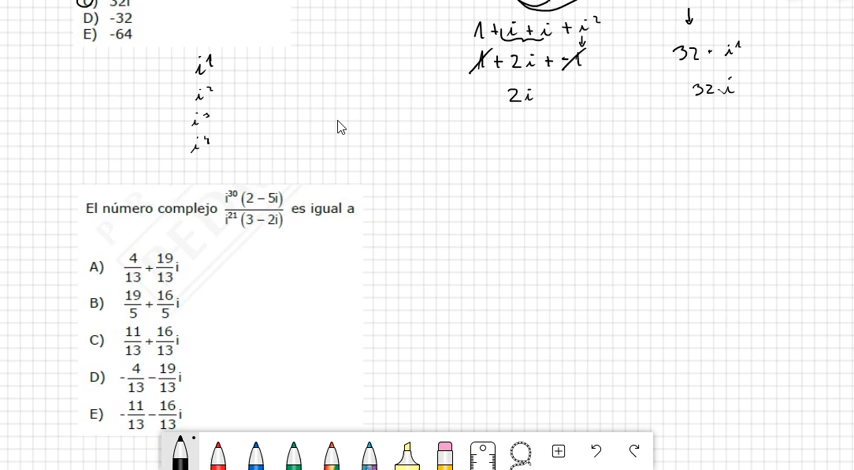 C) 32i
D) -32
E) -64
i¹
i²
i³
i⁴
1 + i + i + i²
1 + 2i + -1
2i
32 · i¹
32·i
El número complejo i³⁰ (2 − 5i) / i²¹ (3 − 2i) es igual a
A) 4/13 + 19/13 i
B) 19/5 + 16/5 i
C) 11/13 + 16/13 i
D) -4/13 − 19/13 i
E) -11/13 − 16/13 i